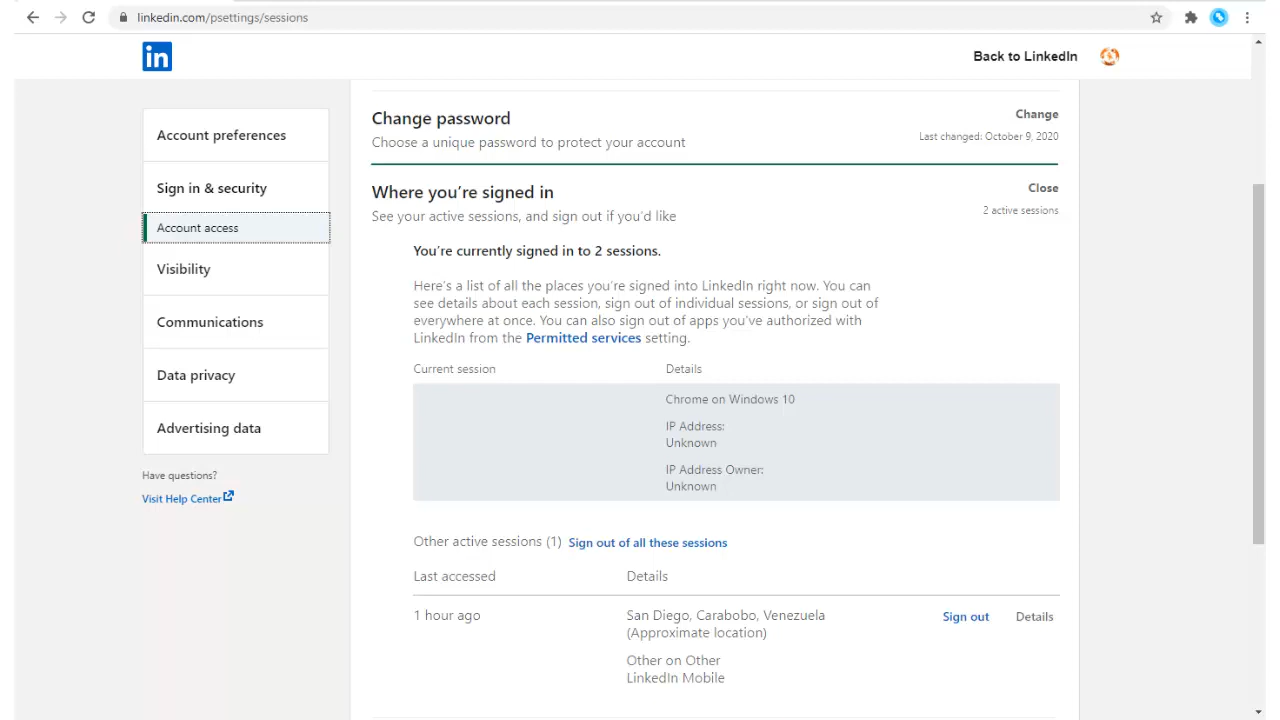 linkedin.com/psettings/sessions
in
Back to LinkedIn
Account preferences
Sign in & security
Account access
Visibility
Communications
Data privacy
Advertising data
Have questions?
Visit Help Center
Change password
Change
Choose a unique password to protect your account
Last changed: October 9, 2020
Where you're signed in
Close
See your active sessions, and sign out if you'd like
2 active sessions
You're currently signed in to 2 sessions.
Here's a list of all the places you're signed into LinkedIn right now. You can
see details about each session, sign out of individual sessions, or sign out of
everywhere at once. You can also sign out of apps you've authorized with
LinkedIn from the Permitted services setting.
Current session
Details
Chrome on Windows 10
IP Address:
Unknown
IP Address Owner:
Unknown
Other active sessions (1) Sign out of all these sessions
Last accessed
Details
1 hour ago
San Diego, Carabobo, Venezuela
(Approximate location)
Other on Other
LinkedIn Mobile
Sign out
Details